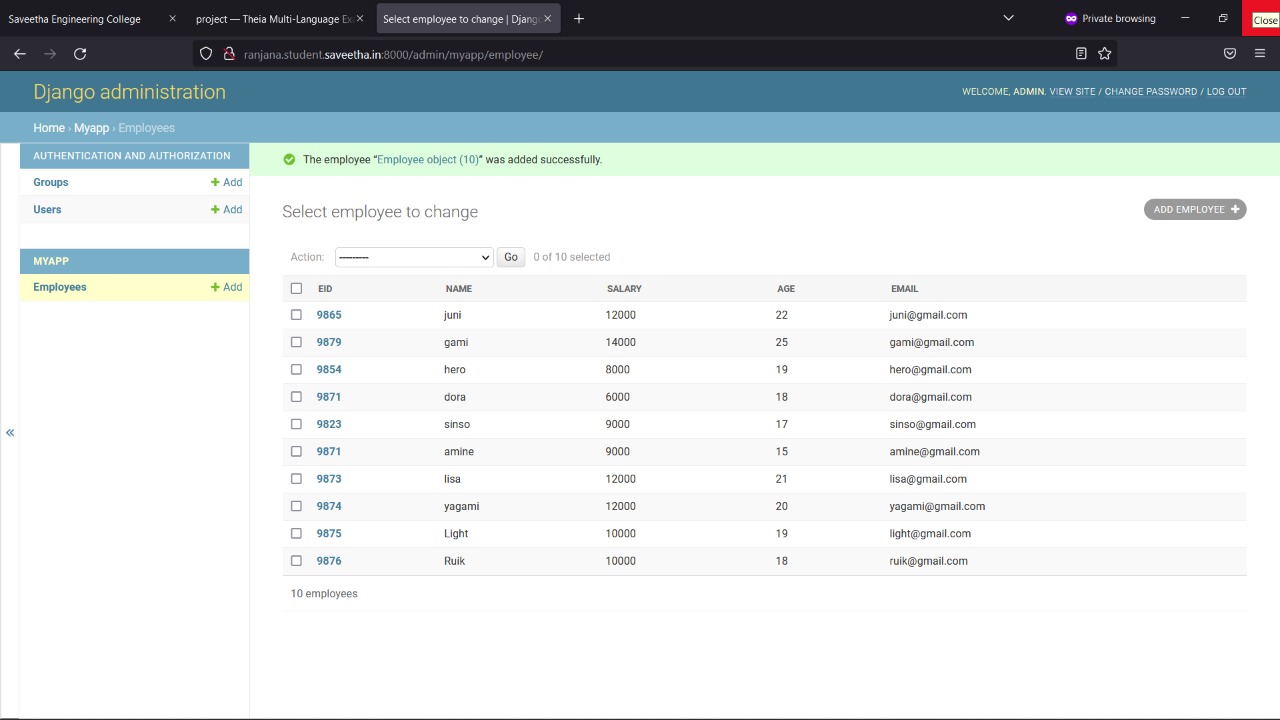 Saveetha Engineering College
project — Theia Multi-Language Ex
Select employee to change | Django
Private browsing
Close
ranjana.student.saveetha.in:8000/admin/myapp/employee/
Django administration
WELCOME, ADMIN. VIEW SITE / CHANGE PASSWORD / LOG OUT
Home › Myapp › Employees
AUTHENTICATION AND AUTHORIZATION
Groups + Add
Users + Add
MYAPP
Employees + Add
«
The employee “Employee object (10)” was added successfully.
Select employee to change
ADD EMPLOYEE +
Action: --------- Go 0 of 10 selected
EID NAME SALARY AGE EMAIL
9865 juni 12000 22 juni@gmail.com
9879 gami 14000 25 gami@gmail.com
9854 hero 8000 19 hero@gmail.com
9871 dora 6000 18 dora@gmail.com
9823 sinso 9000 17 sinso@gmail.com
9871 amine 9000 15 amine@gmail.com
9873 lisa 12000 21 lisa@gmail.com
9874 yagami 12000 20 yagami@gmail.com
9875 Light 10000 19 light@gmail.com
9876 Ruik 10000 18 ruik@gmail.com
10 employees